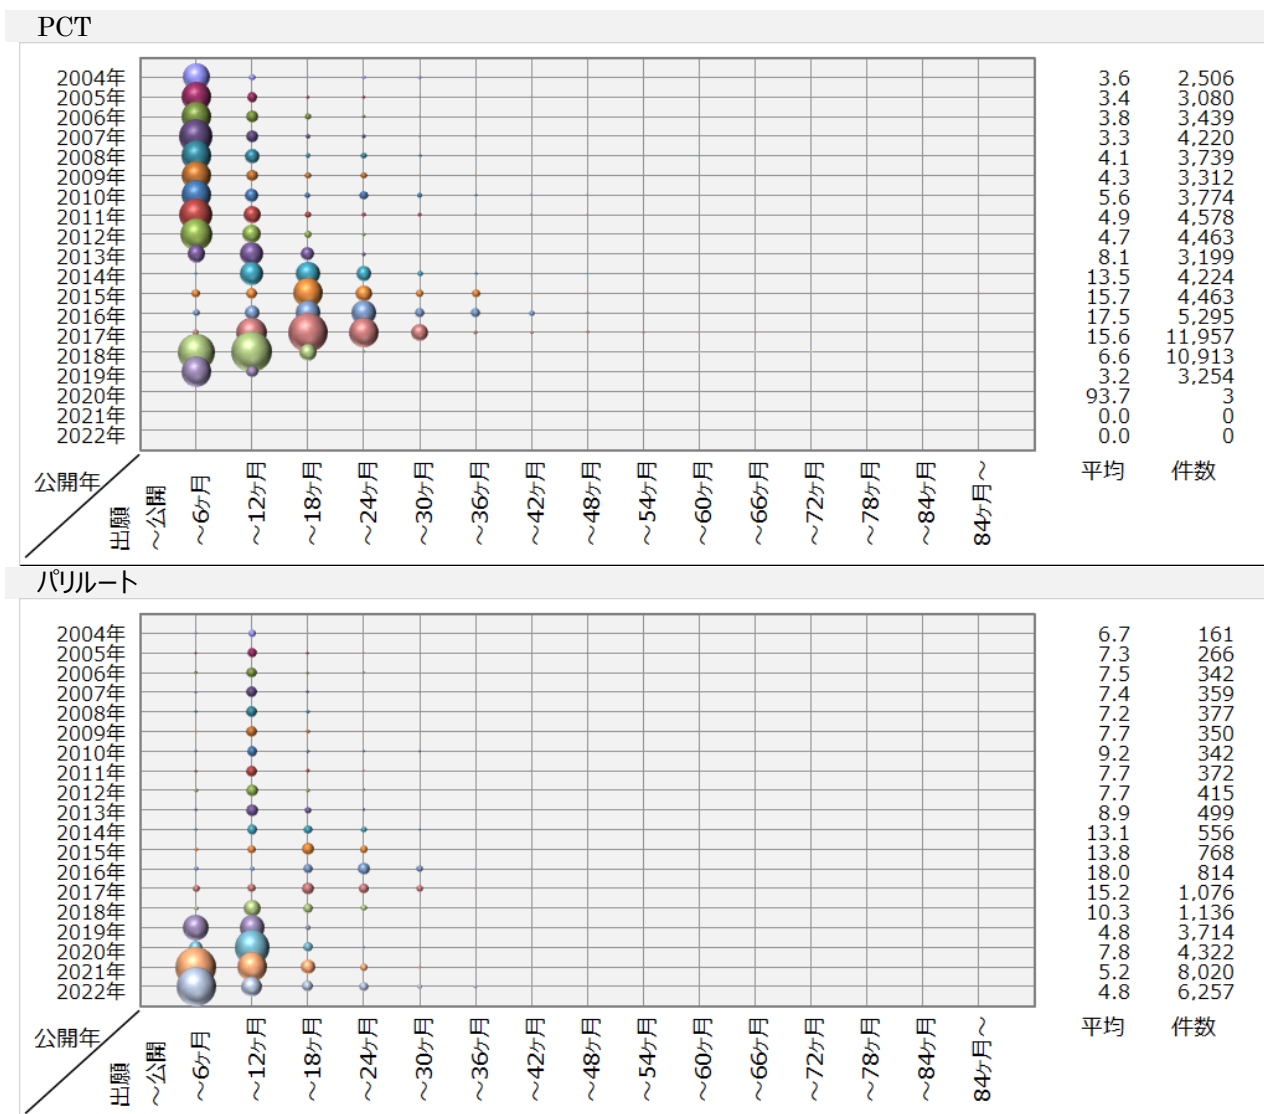 PCT
2004年 3.6 2,506
2005年 3.4 3,080
2006年 3.8 3,439
2007年 3.3 4,220
2008年 4.1 3,739
2009年 4.3 3,312
2010年 5.6 3,774
2011年 4.9 4,578
2012年 4.7 4,463
2013年 8.1 3,199
2014年 13.5 4,224
2015年 15.7 4,463
2016年 17.5 5,295
2017年 15.6 11,957
2018年 6.6 10,913
2019年 3.2 3,254
2020年 93.7 3
2021年 0.0 0
2022年 0.0 0
公開年 出願～公開 ～6ヶ月 ～12ヶ月 ～18ヶ月 ～24ヶ月 ～30ヶ月 ～36ヶ月 ～42ヶ月 ～48ヶ月 ～54ヶ月 ～60ヶ月 ～66ヶ月 ～72ヶ月 ～78ヶ月 ～84ヶ月 84ヶ月～ 平均 件数
パリルート
2004年 6.7 161
2005年 7.3 266
2006年 7.5 342
2007年 7.4 359
2008年 7.2 377
2009年 7.7 350
2010年 9.2 342
2011年 7.7 372
2012年 7.7 415
2013年 8.9 499
2014年 13.1 556
2015年 13.8 768
2016年 18.0 814
2017年 15.2 1,076
2018年 10.3 1,136
2019年 4.8 3,714
2020年 7.8 4,322
2021年 5.2 8,020
2022年 4.8 6,257
公開年 出願～公開 ～6ヶ月 ～12ヶ月 ～18ヶ月 ～24ヶ月 ～30ヶ月 ～36ヶ月 ～42ヶ月 ～48ヶ月 ～54ヶ月 ～60ヶ月 ～66ヶ月 ～72ヶ月 ～78ヶ月 ～84ヶ月 84ヶ月～ 平均 件数